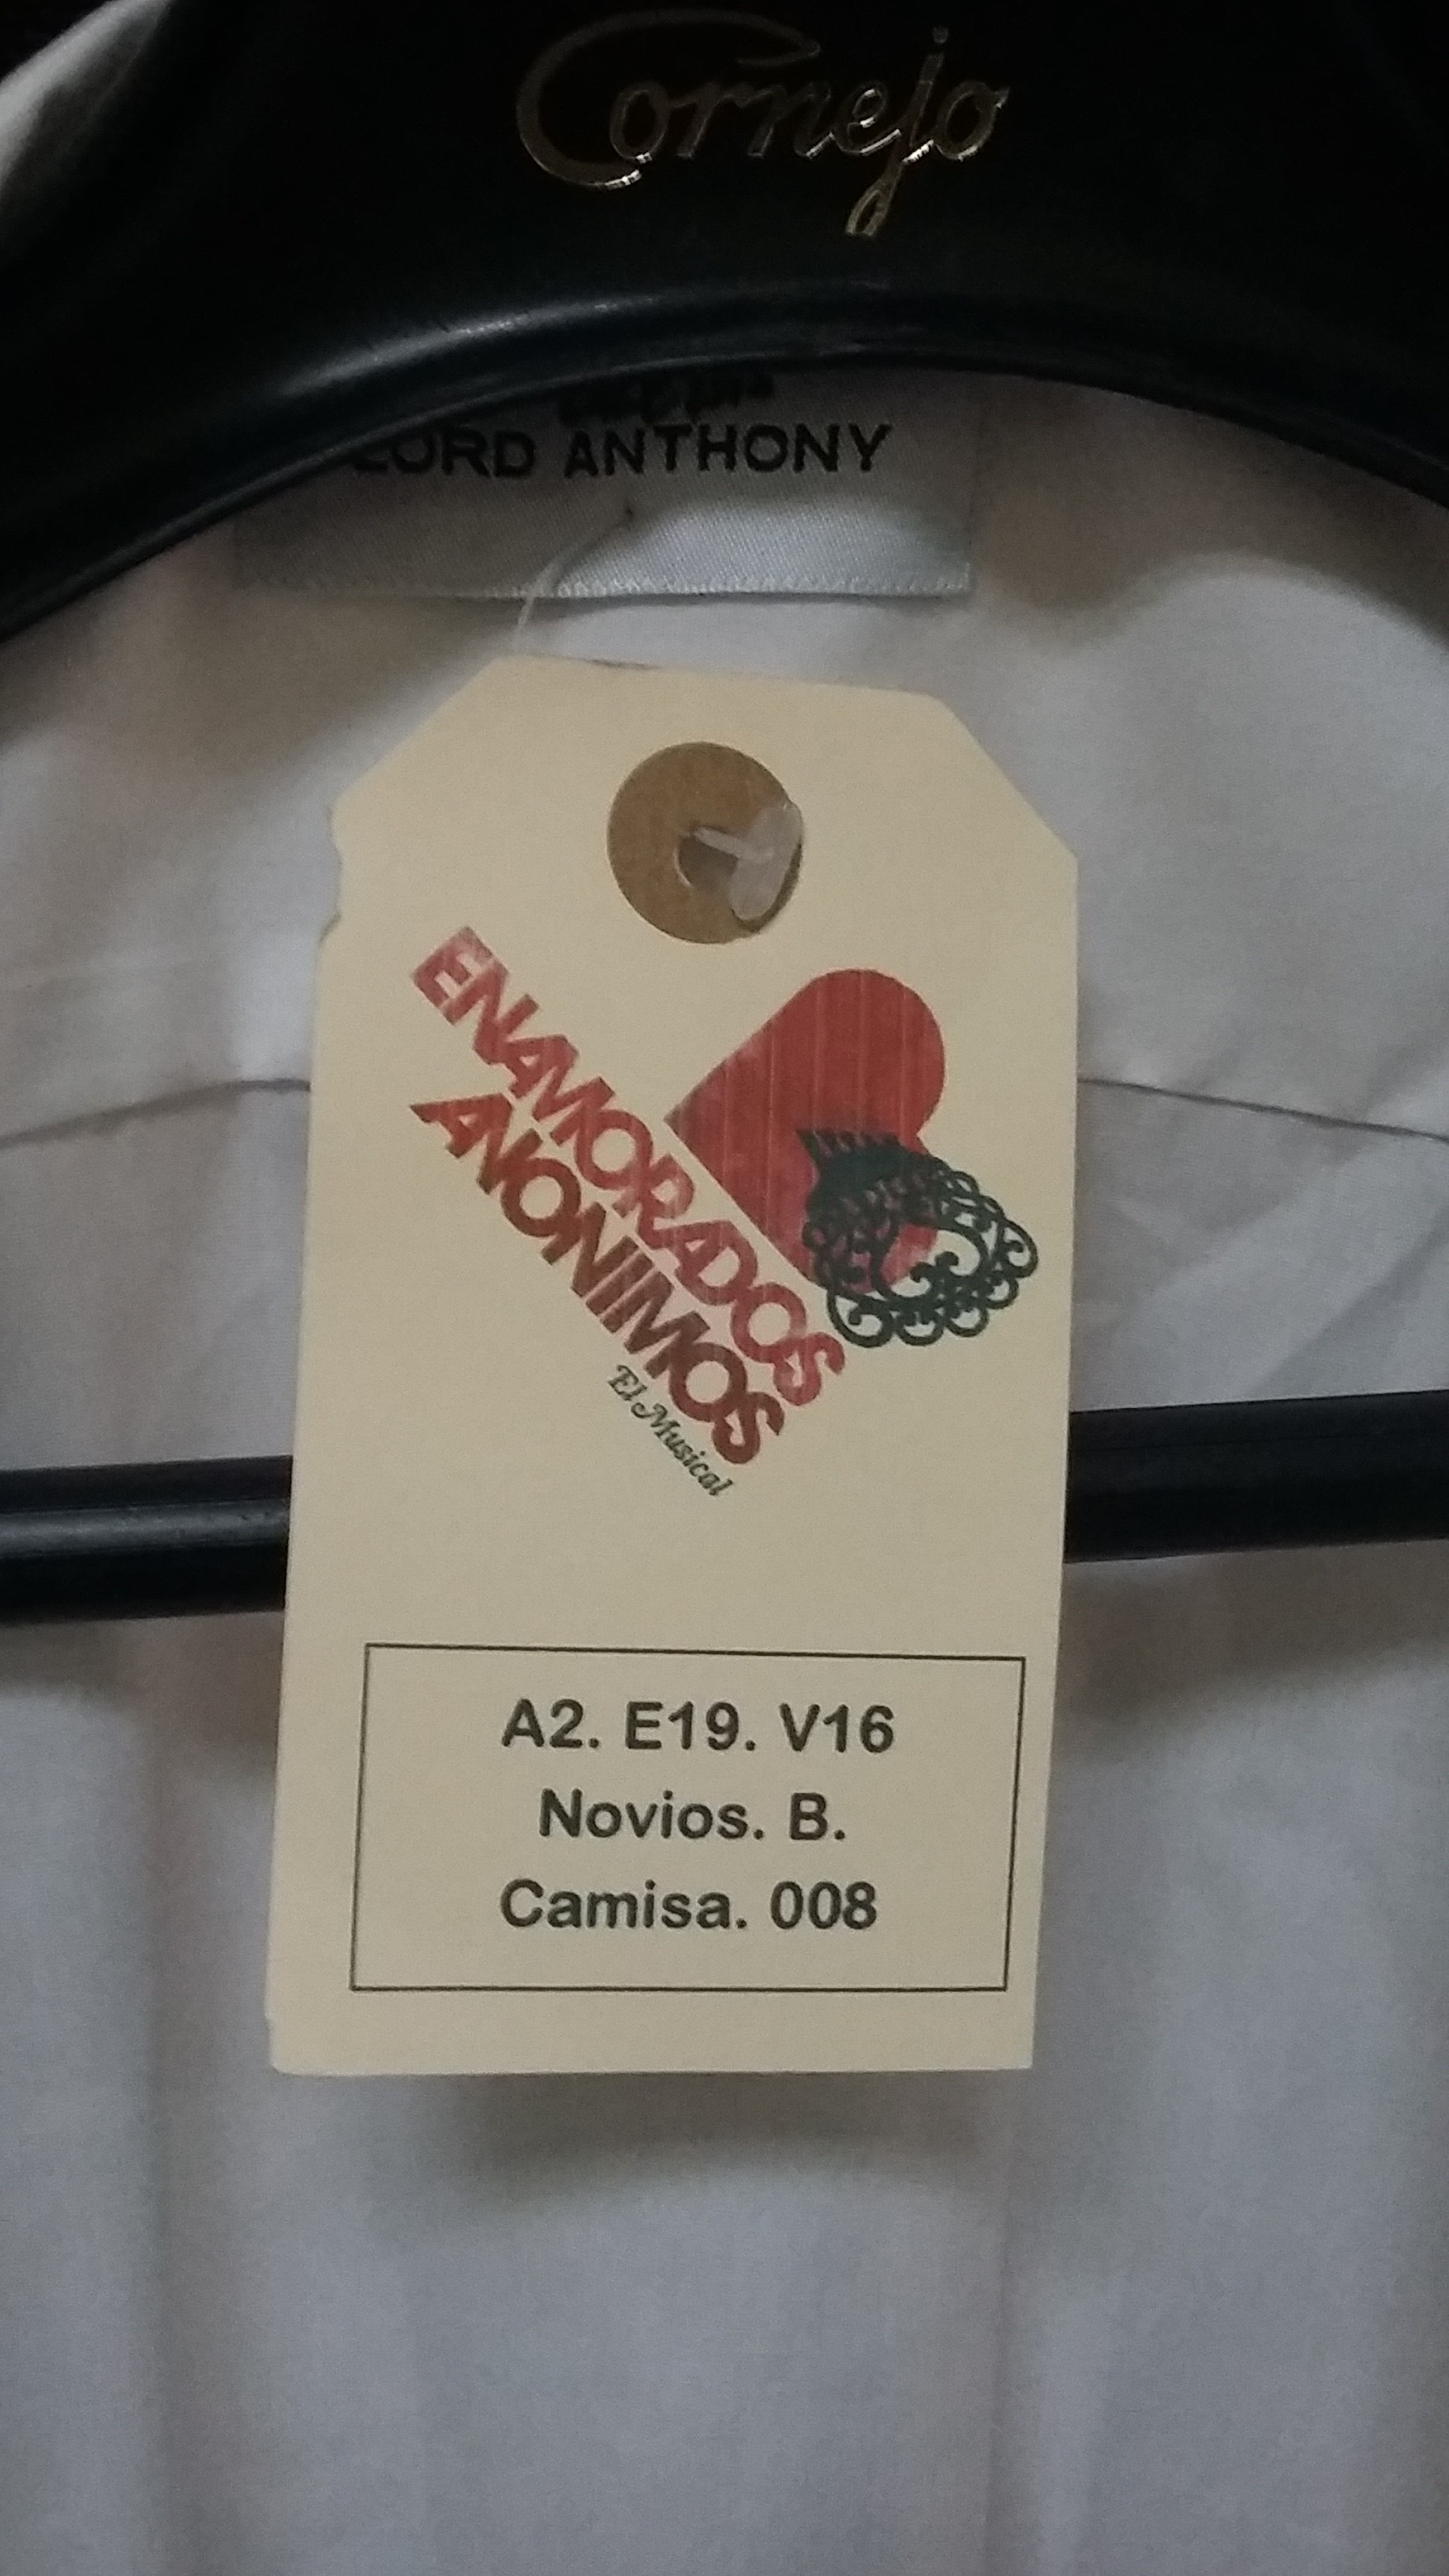 Cornejo
LORD ANTHONY
ENAMORADOS
ANONIMOS
El Musical
A2. E19. V16
Novios. B.
Camisa. 008